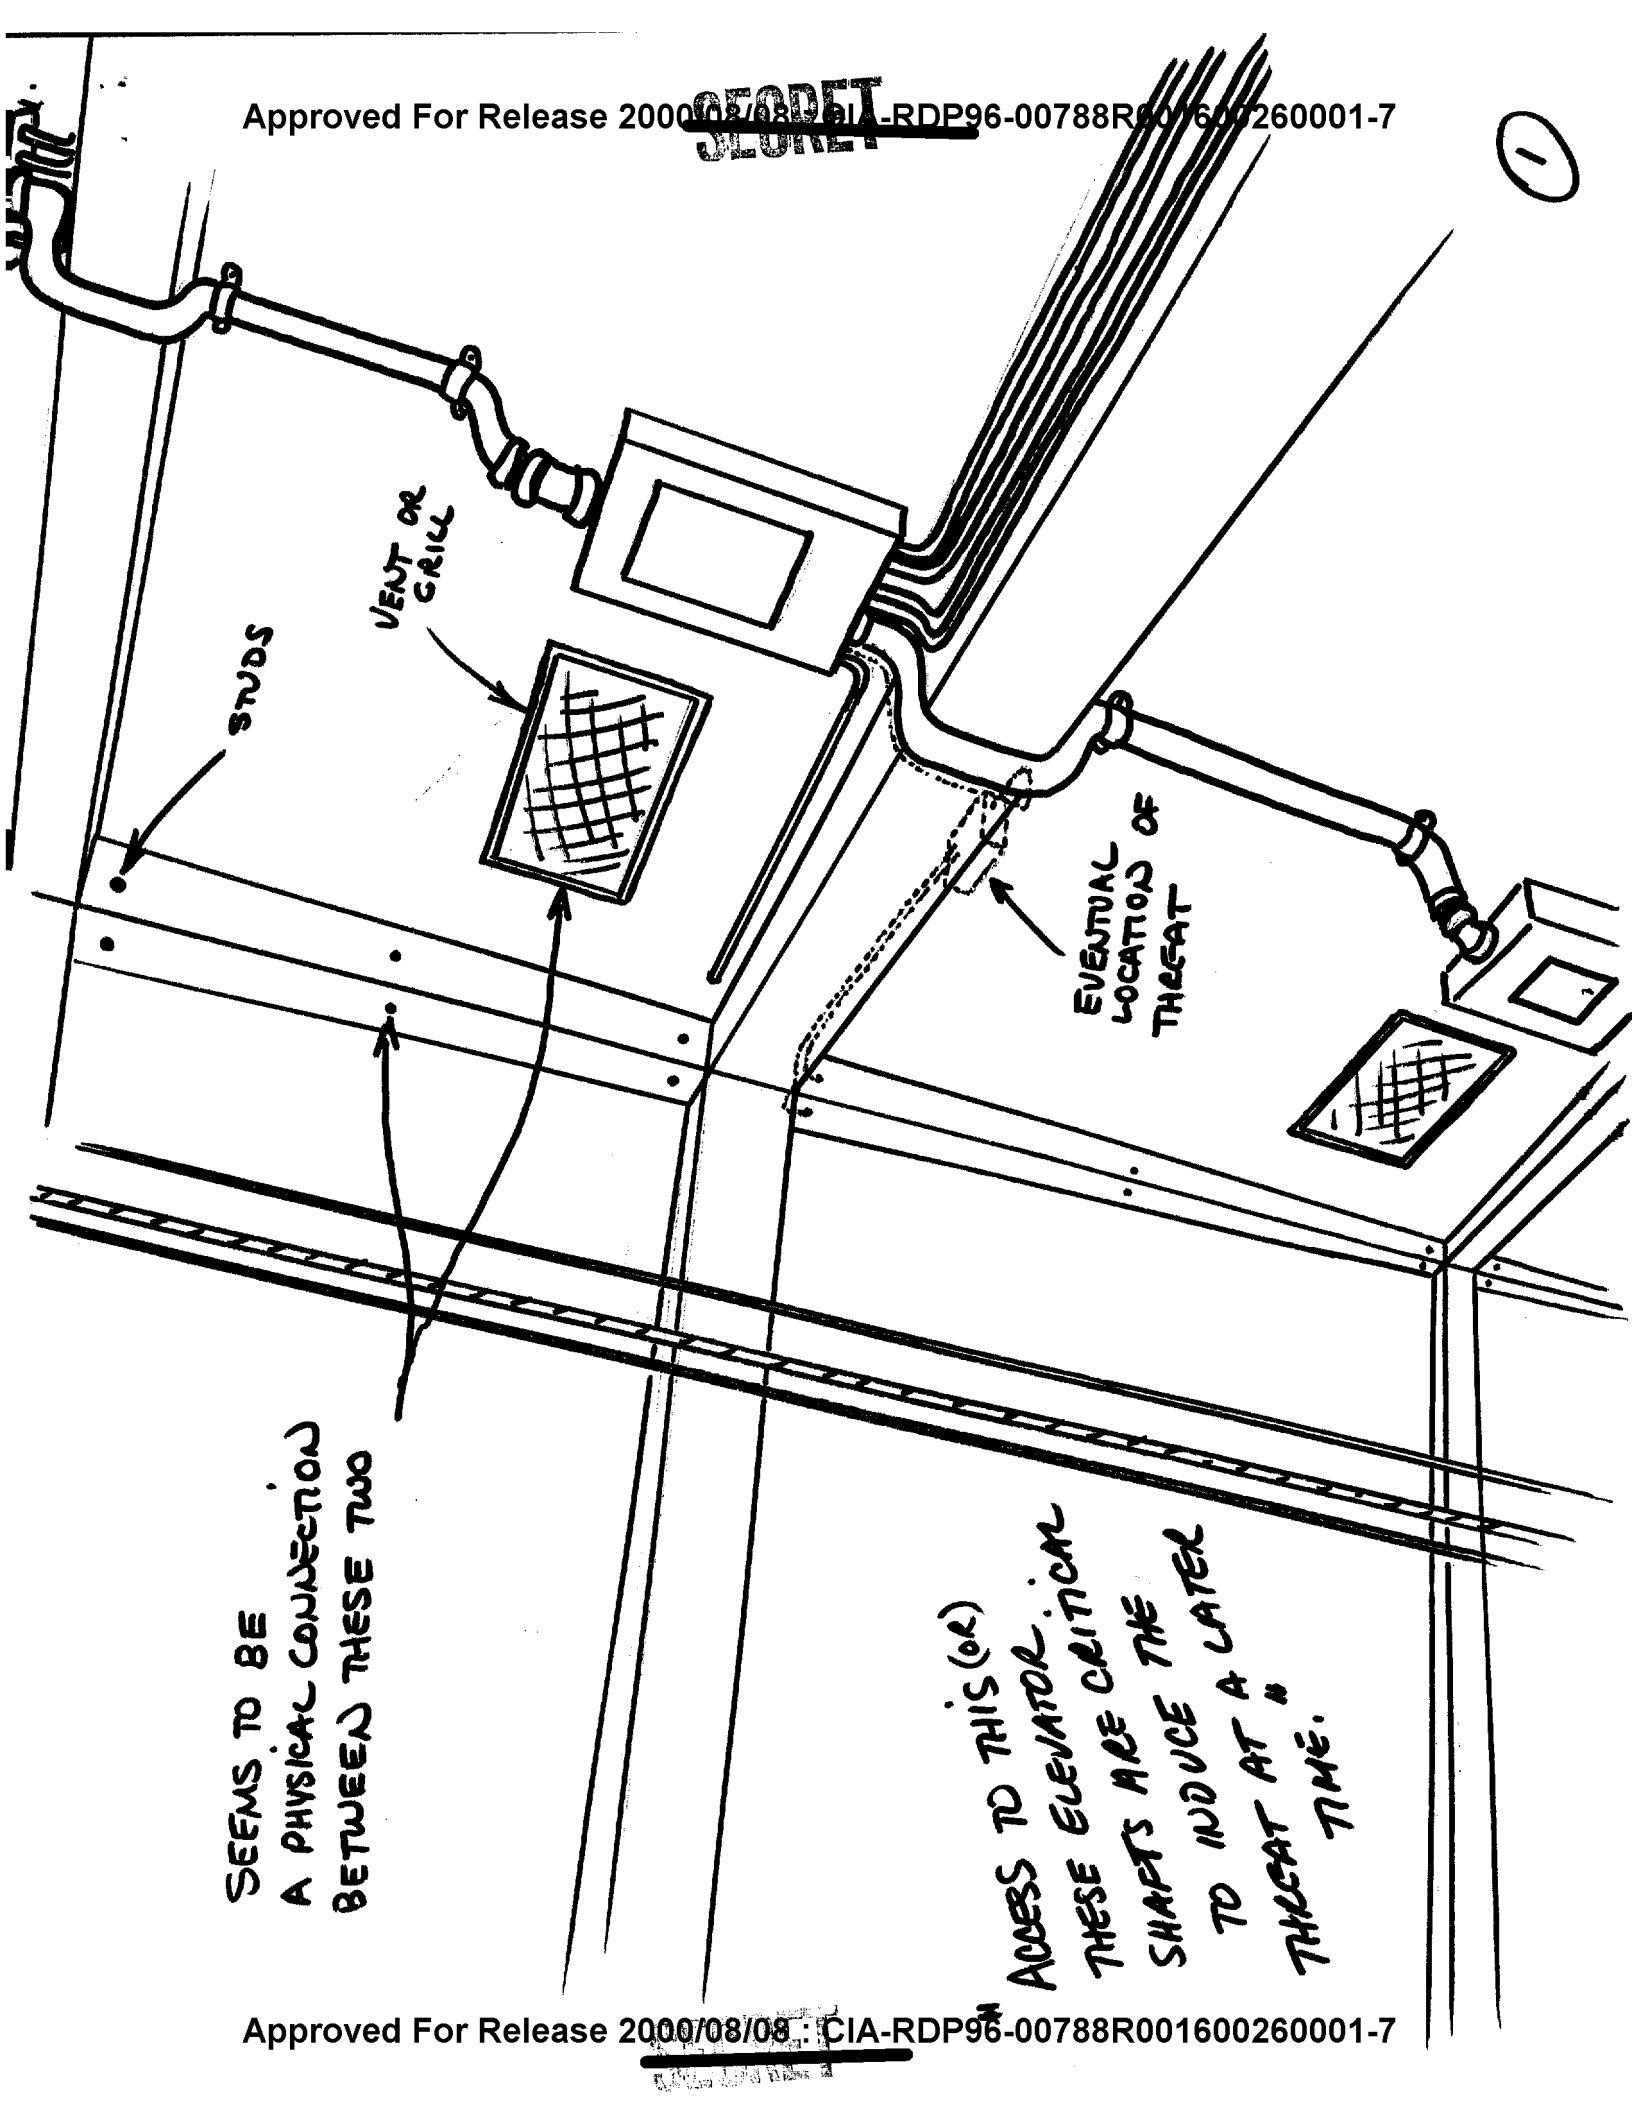 SECRET
Approved For Release 2000/08/08 : CIA-RDP96-00788R001600260001-7
SECRET
1
VENT OR
GRILL
STUDS
EVENTUAL
LOCATION OF
THREAT
SEEMS TO BE
A PHYSICAL CONNECTION
BETWEEN THESE TWO
"ACCESS TO THIS (OR)
THESE ELEVATOR
SHAFTS ARE CRITICAL
TO INDUCE THE
THREAT AT A LATER
TIME."
Approved For Release 2000/08/08 : CIA-RDP96-00788R001600260001-7
SECRET